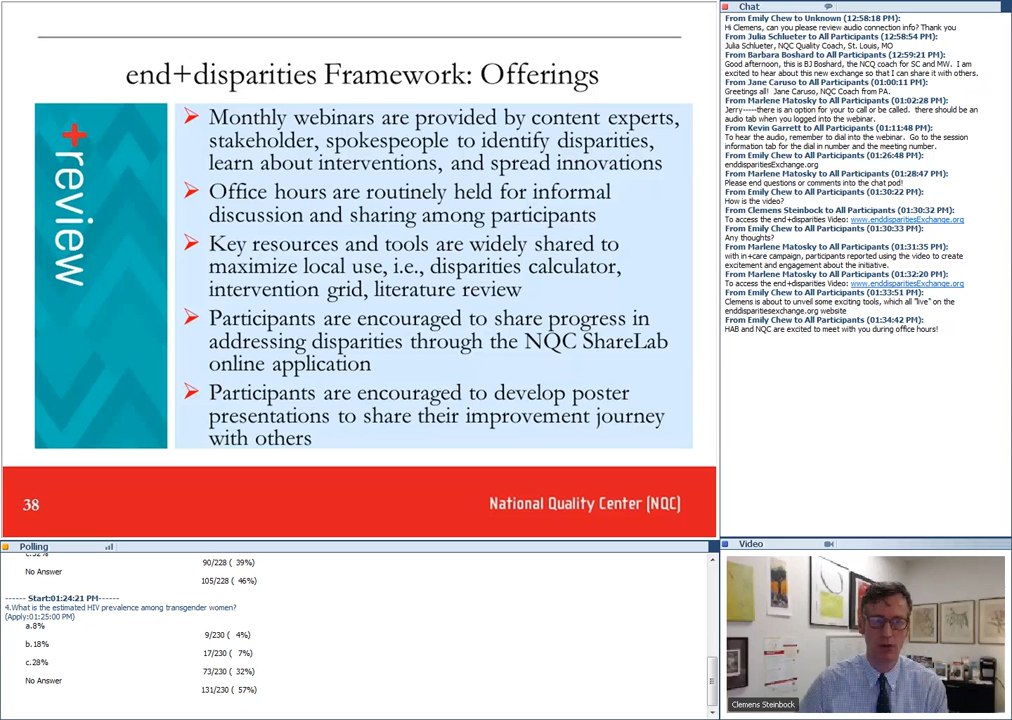 end+disparities Framework: Offerings
+review
Monthly webinars are provided by content experts,
stakeholder, spokespeople to identify disparities,
learn about interventions, and spread innovations
Office hours are routinely held for informal
discussion and sharing among participants
Key resources and tools are widely shared to
maximize local use, i.e., disparities calculator,
intervention grid, literature review
Participants are encouraged to share progress in
addressing disparities through the NQC ShareLab
online application
Participants are encouraged to develop poster
presentations to share their improvement journey
with others
38
National Quality Center (NQC)
Chat
From Emily Chew to Unknown (12:58:18 PM):
Hi Clemens, can you please review audio connection info? Thank you
From Julia Schlueter to All Participants (12:58:54 PM):
Julia Schlueter, NQC Quality Coach, St. Louis, MO
From Barbara Boshard to All Participants (12:59:21 PM):
Good afternoon, this is BJ Boshard, the NCQ coach for SC and MW. I am
excited to hear about this new exchange so that I can share it with others.
From Jane Caruso to All Participants (01:00:11 PM):
Greetings all! Jane Caruso, NQC Coach from PA.
From Marlene Matosky to All Participants (01:02:28 PM):
Jerry-----there is an option for your to call or be called. there should be an
audio tab when you logged into the webinar.
From Kevin Garrett to All Participants (01:11:48 PM):
To hear the audio, remember to dial into the webinar. Go to the session
information tab for the dial in number and the meeting number.
From Emily Chew to All Participants (01:26:48 PM):
enddisparitiesExchange.org
From Marlene Matosky to All Participants (01:28:47 PM):
Please end questions or comments into the chat pod!
From Emily Chew to All Participants (01:30:22 PM):
How is the video?
From Clemens Steinbock to All Participants (01:30:32 PM):
To access the end+disparities Video: www.enddisparitiesExchange.org
From Emily Chew to All Participants (01:30:33 PM):
Any thoughts?
From Marlene Matosky to All Participants (01:31:35 PM):
with in+care campaign, participants reported using the video to create
excitement and engagement about the initiative.
From Marlene Matosky to All Participants (01:32:20 PM):
To access the end+disparities Video: www.enddisparitiesExchange.org
From Emily Chew to All Participants (01:33:51 PM):
Clemens is about to unveil some exciting tools, which all "live" on the
enddisparitiesexchange.org website
From Emily Chew to All Participants (01:34:42 PM):
HAB and NQC are excited to meet with you during office hours!
Polling
c.52%
90/228 ( 39%)
No Answer
105/228 ( 46%)
------ Start:01:24:21 PM------
4.What is the estimated HIV prevalence among transgender women?
(Apply:01:25:00 PM)
a.8%
9/230 ( 4%)
b.18%
17/230 ( 7%)
c.28%
73/230 ( 32%)
No Answer
131/230 ( 57%)
Video
Clemens Steinbock